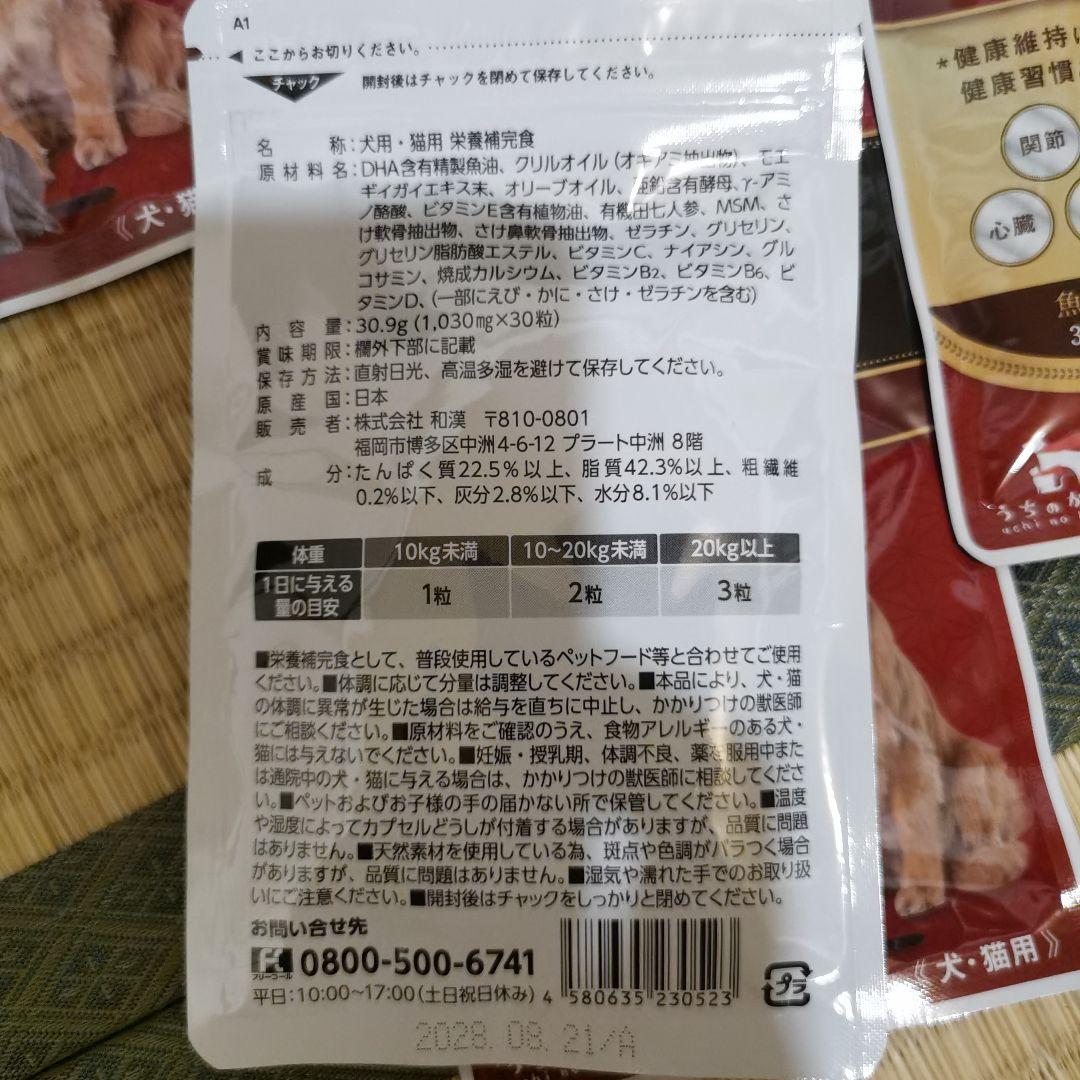 A1
ここからお切りください。
チャック
開封後はチャックを閉めて保存してください。
名称:犬用・猫用 栄養補完食
原材料名:DHA含有精製魚油、クリルオイル(オキアミ抽出物)、モエ
ギイガイエキス末、オリーブオイル、亜鉛含有酵母、γ-アミ
ノ酪酸、ビタミンE含有植物油、有機田七人参、MSM、さ
け軟骨抽出物、さけ鼻軟骨抽出物、ゼラチン、グリセリン、
グリセリン脂肪酸エステル、ビタミンC、ナイアシン、グル
コサミン、焼成カルシウム、ビタミンB2、ビタミンB6、ビ
タミンD、(一部にえび・かに・さけ・ゼラチンを含む)
内容量:30.9g(1,030mg×30粒)
賞味期限:欄外下部に記載
保存方法:直射日光、高温多湿を避けて保存してください。
原産国:日本
販売者:株式会社 和漢 〒810-0801
福岡市博多区中洲4-6-12 プラート中洲 8階
成分:たんぱく質22.5%以上、脂質42.3%以上、粗繊維
0.2%以下、灰分2.8%以下、水分8.1%以下
体重 10kg未満 10~20kg未満 20kg以上
1日に与える
量の目安 1粒 2粒 3粒
■栄養補完食として、普段使用しているペットフード等と合わせてご使用
ください。■体調に応じて分量は調整してください。■本品により、犬・猫
の体調に異常が生じた場合は給与を直ちに中止し、かかりつけの獣医師
にご相談ください。■原材料をご確認のうえ、食物アレルギーのある犬・
猫には与えないでください。■妊娠・授乳期、体調不良、薬を服用中また
は通院中の犬・猫に与える場合は、かかりつけの獣医師に相談してくださ
い。■ペットおよびお子様の手の届かない所で保管してください。■温度
や湿度によってカプセルどうしが付着する場合がありますが、品質に問題
はありません。■天然素材を使用している為、斑点や色調がバラつく場合
がありますが、品質に問題はありません。■湿気や濡れた手でのお取り扱
いにご注意ください。■開封後はチャックをしっかりと閉めてください。
お問い合せ先
フリーコール 0800-500-6741
平日:10:00~17:00(土日祝日休み)
4 580635 230523
プラ
2028.08.21/A
《犬・猫
*健康維持
健康習慣
関節
心臓
魚
3
うちの
uchi no
犬・猫用》